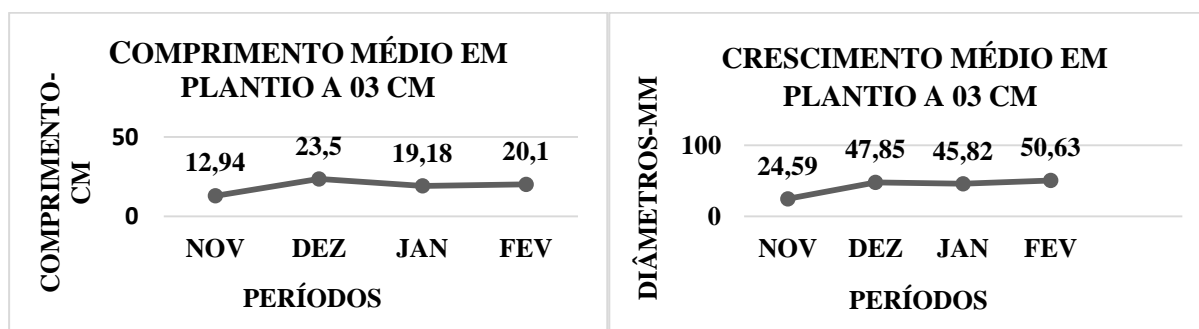 COMPRIMENTO MÉDIO EM
PLANTIO A 03 CM
COMPRIMENTO-
CM
50
0
12,94
23,5
19,18
20,1
NOV DEZ JAN FEV
PERÍODOS
CRESCIMENTO MÉDIO EM
PLANTIO A 03 CM
DIÂMETROS-MM
100
0
24,59
47,85
45,82
50,63
NOV DEZ JAN FEV
PERÍODOS